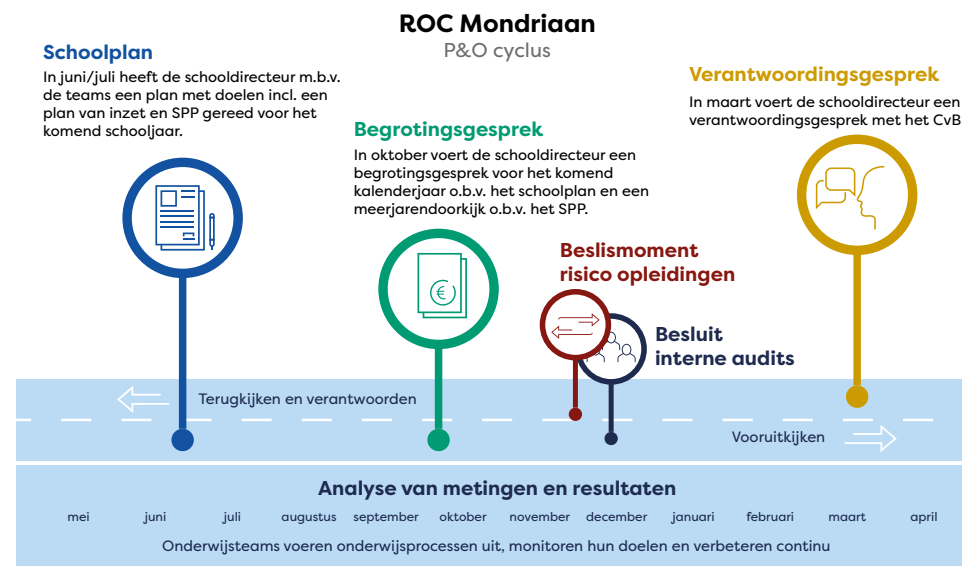 ROC Mondriaan
P&O cyclus
Schoolplan
In juni/juli heeft de schooldirecteur m.b.v.
de teams een plan met doelen incl. een
plan van inzet en SPP gereed voor het
komend schooljaar.
Begrotingsgesprek
In oktober voert de schooldirecteur een
begrotingsgesprek voor het komend
kalenderjaar o.b.v. het schoolplan en een
meerjarendoorkijk o.b.v. het SPP.
Verantwoordingsgesprek
In maart voert de schooldirecteur een
verantwoordingsgesprek met het CvB
€
Beslismoment
risico opleidingen
Besluit
interne audits
Terugkijken en verantwoorden
Vooruitkijken
Analyse van metingen en resultaten
mei juni juli augustus september oktober november december januari februari maart april
Onderwijsteams voeren onderwijsprocessen uit, monitoren hun doelen en verbeteren continu